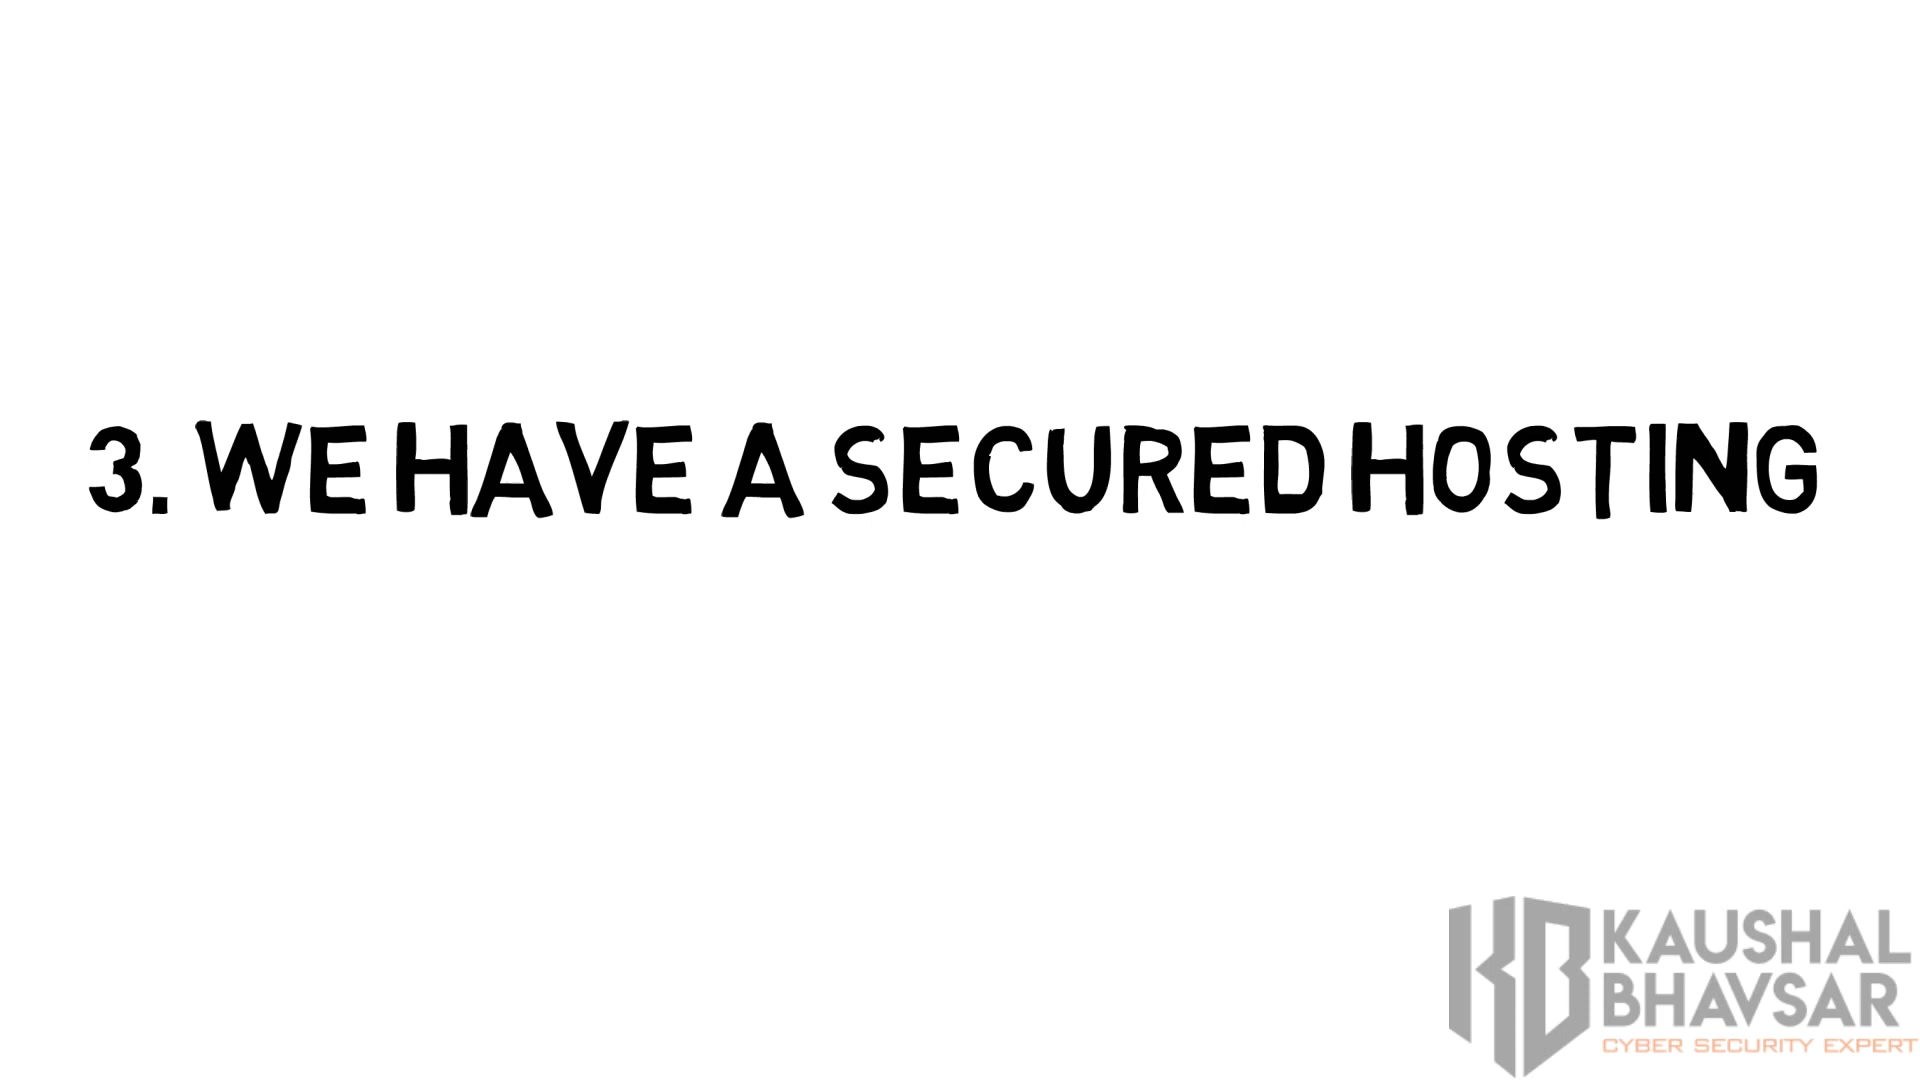 3. WE HAVE A SECURED HOSTING
KAUSHAL
BHAVSAR
CYBER SECURITY EXPERT